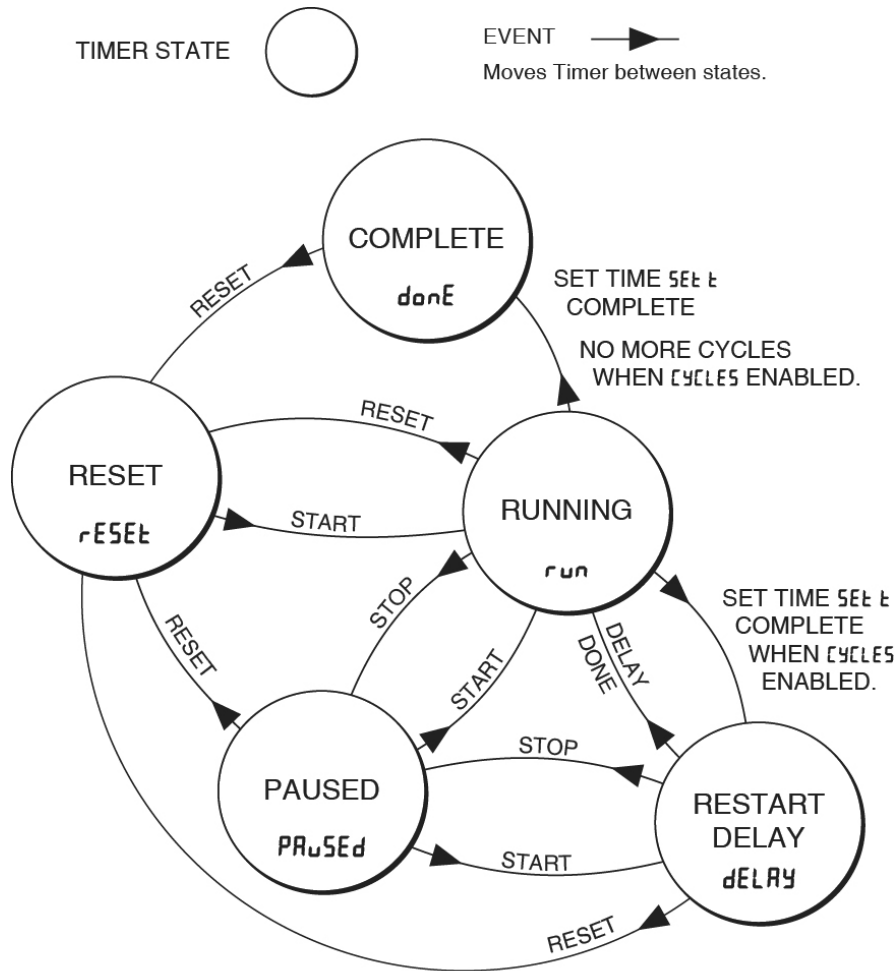 TIMER STATE
EVENT
Moves Timer between states.
COMPLETE
donE
RESET
SET TIME SEt t
COMPLETE
NO MORE CYCLES
WHEN CYCLES ENABLED.
RESET
RESET
rESEt
START
RUNNING
run
STOP
START
DELAY
DONE
SET TIME SEt t
COMPLETE
WHEN CYCLES
ENABLED.
RESET
PAUSED
PAuSEd
STOP
START
RESTART
DELAY
dELAY
RESET